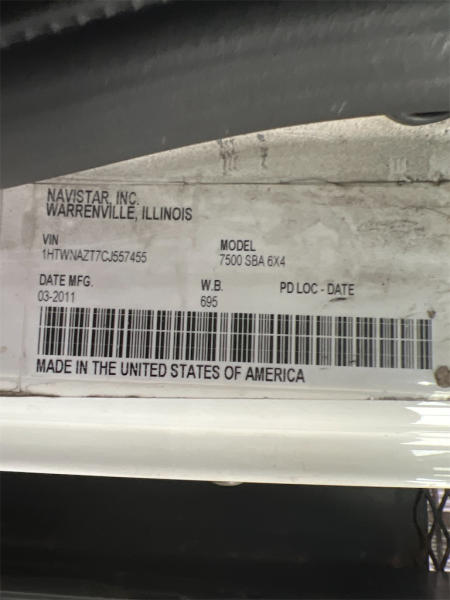 NAVISTAR, INC.
WARRENVILLE, ILLINOIS
VIN MODEL
1HTWNAZT7CJ557455 7500 SBA 6X4
DATE MFG. W.B. PD LOC - DATE
03-2011 695
MADE IN THE UNITED STATES OF AMERICA